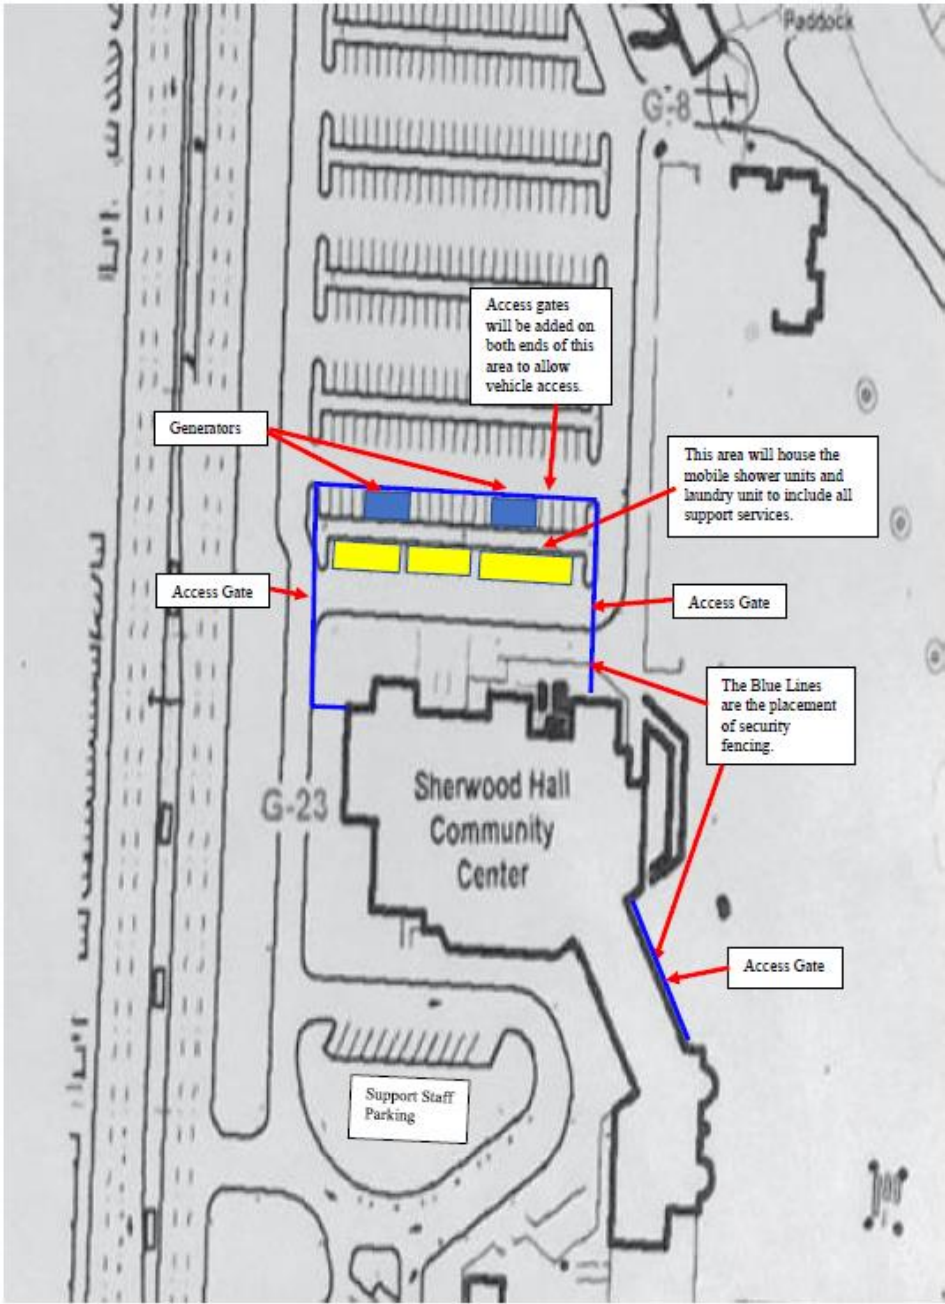 Paddock
G-8
Access gates
will be added on
both ends of this
area to allow
vehicle access.
Generators
This area will house the
mobile shower units and
laundry unit to include all
support services.
Access Gate
Access Gate
The Blue Lines
are the placement
of security
fencing.
Sherwood Hall
Community
Center
G-23
Access Gate
Support Staff
Parking